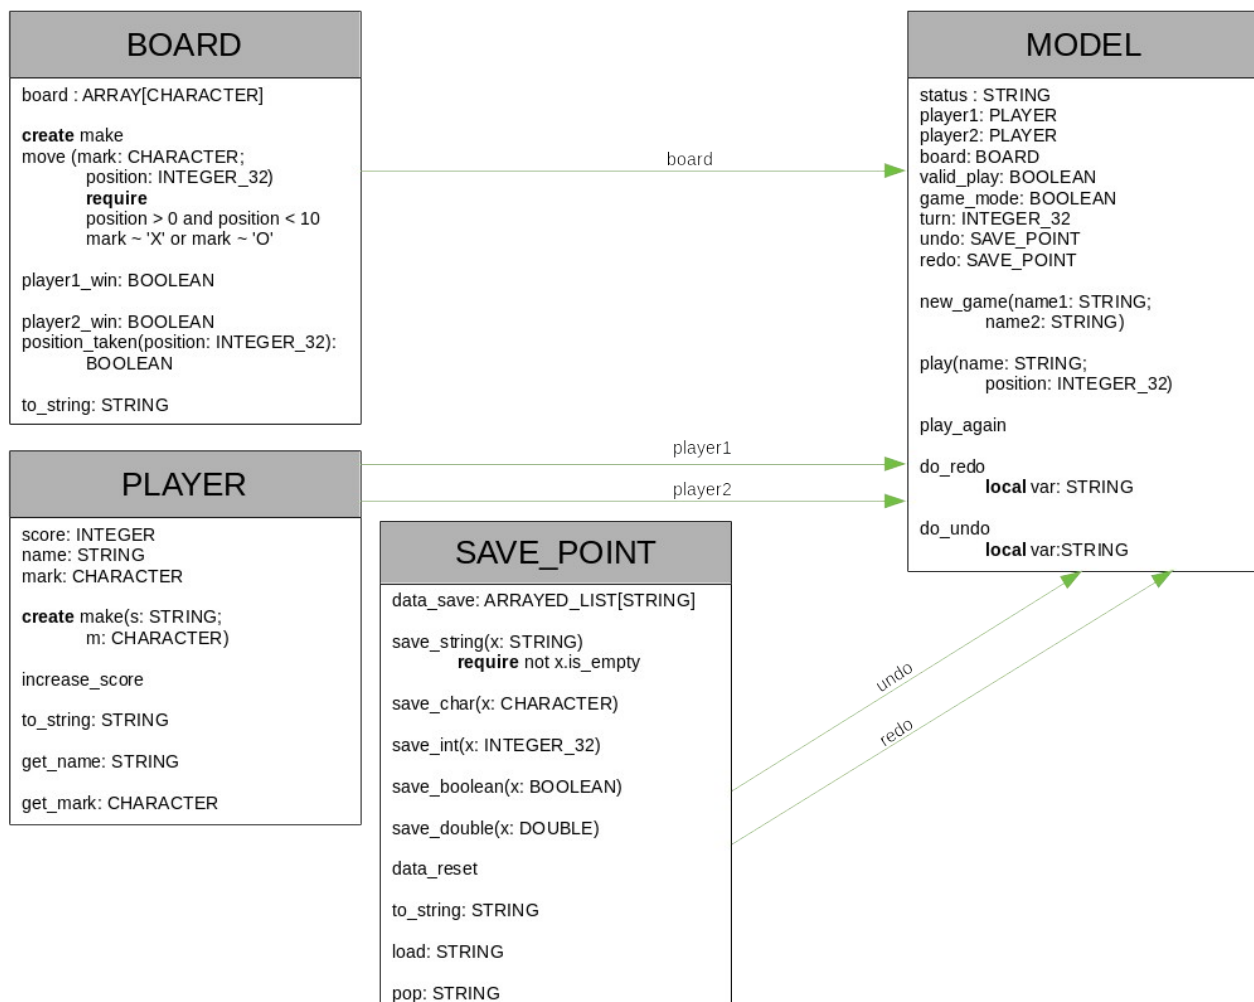 BOARD
board : ARRAY[CHARACTER]
create make
move (mark: CHARACTER;
position: INTEGER_32)
require
position > 0 and position < 10
mark ~ 'X' or mark ~ 'O'
player1_win: BOOLEAN
player2_win: BOOLEAN
position_taken(position: INTEGER_32):
BOOLEAN
to_string: STRING
board
MODEL
status : STRING
player1: PLAYER
player2: PLAYER
board: BOARD
valid_play: BOOLEAN
game_mode: BOOLEAN
turn: INTEGER_32
undo: SAVE_POINT
redo: SAVE_POINT
new_game(name1: STRING;
name2: STRING)
play(name: STRING;
position: INTEGER_32)
play_again
do_redo
local var: STRING
do_undo
local var:STRING
player1
player2
PLAYER
score: INTEGER
name: STRING
mark: CHARACTER
create make(s: STRING;
m: CHARACTER)
increase_score
to_string: STRING
get_name: STRING
get_mark: CHARACTER
SAVE_POINT
data_save: ARRAYED_LIST[STRING]
save_string(x: STRING)
require not x.is_empty
save_char(x: CHARACTER)
save_int(x: INTEGER_32)
save_boolean(x: BOOLEAN)
save_double(x: DOUBLE)
data_reset
to_string: STRING
load: STRING
pop: STRING
undo
redo